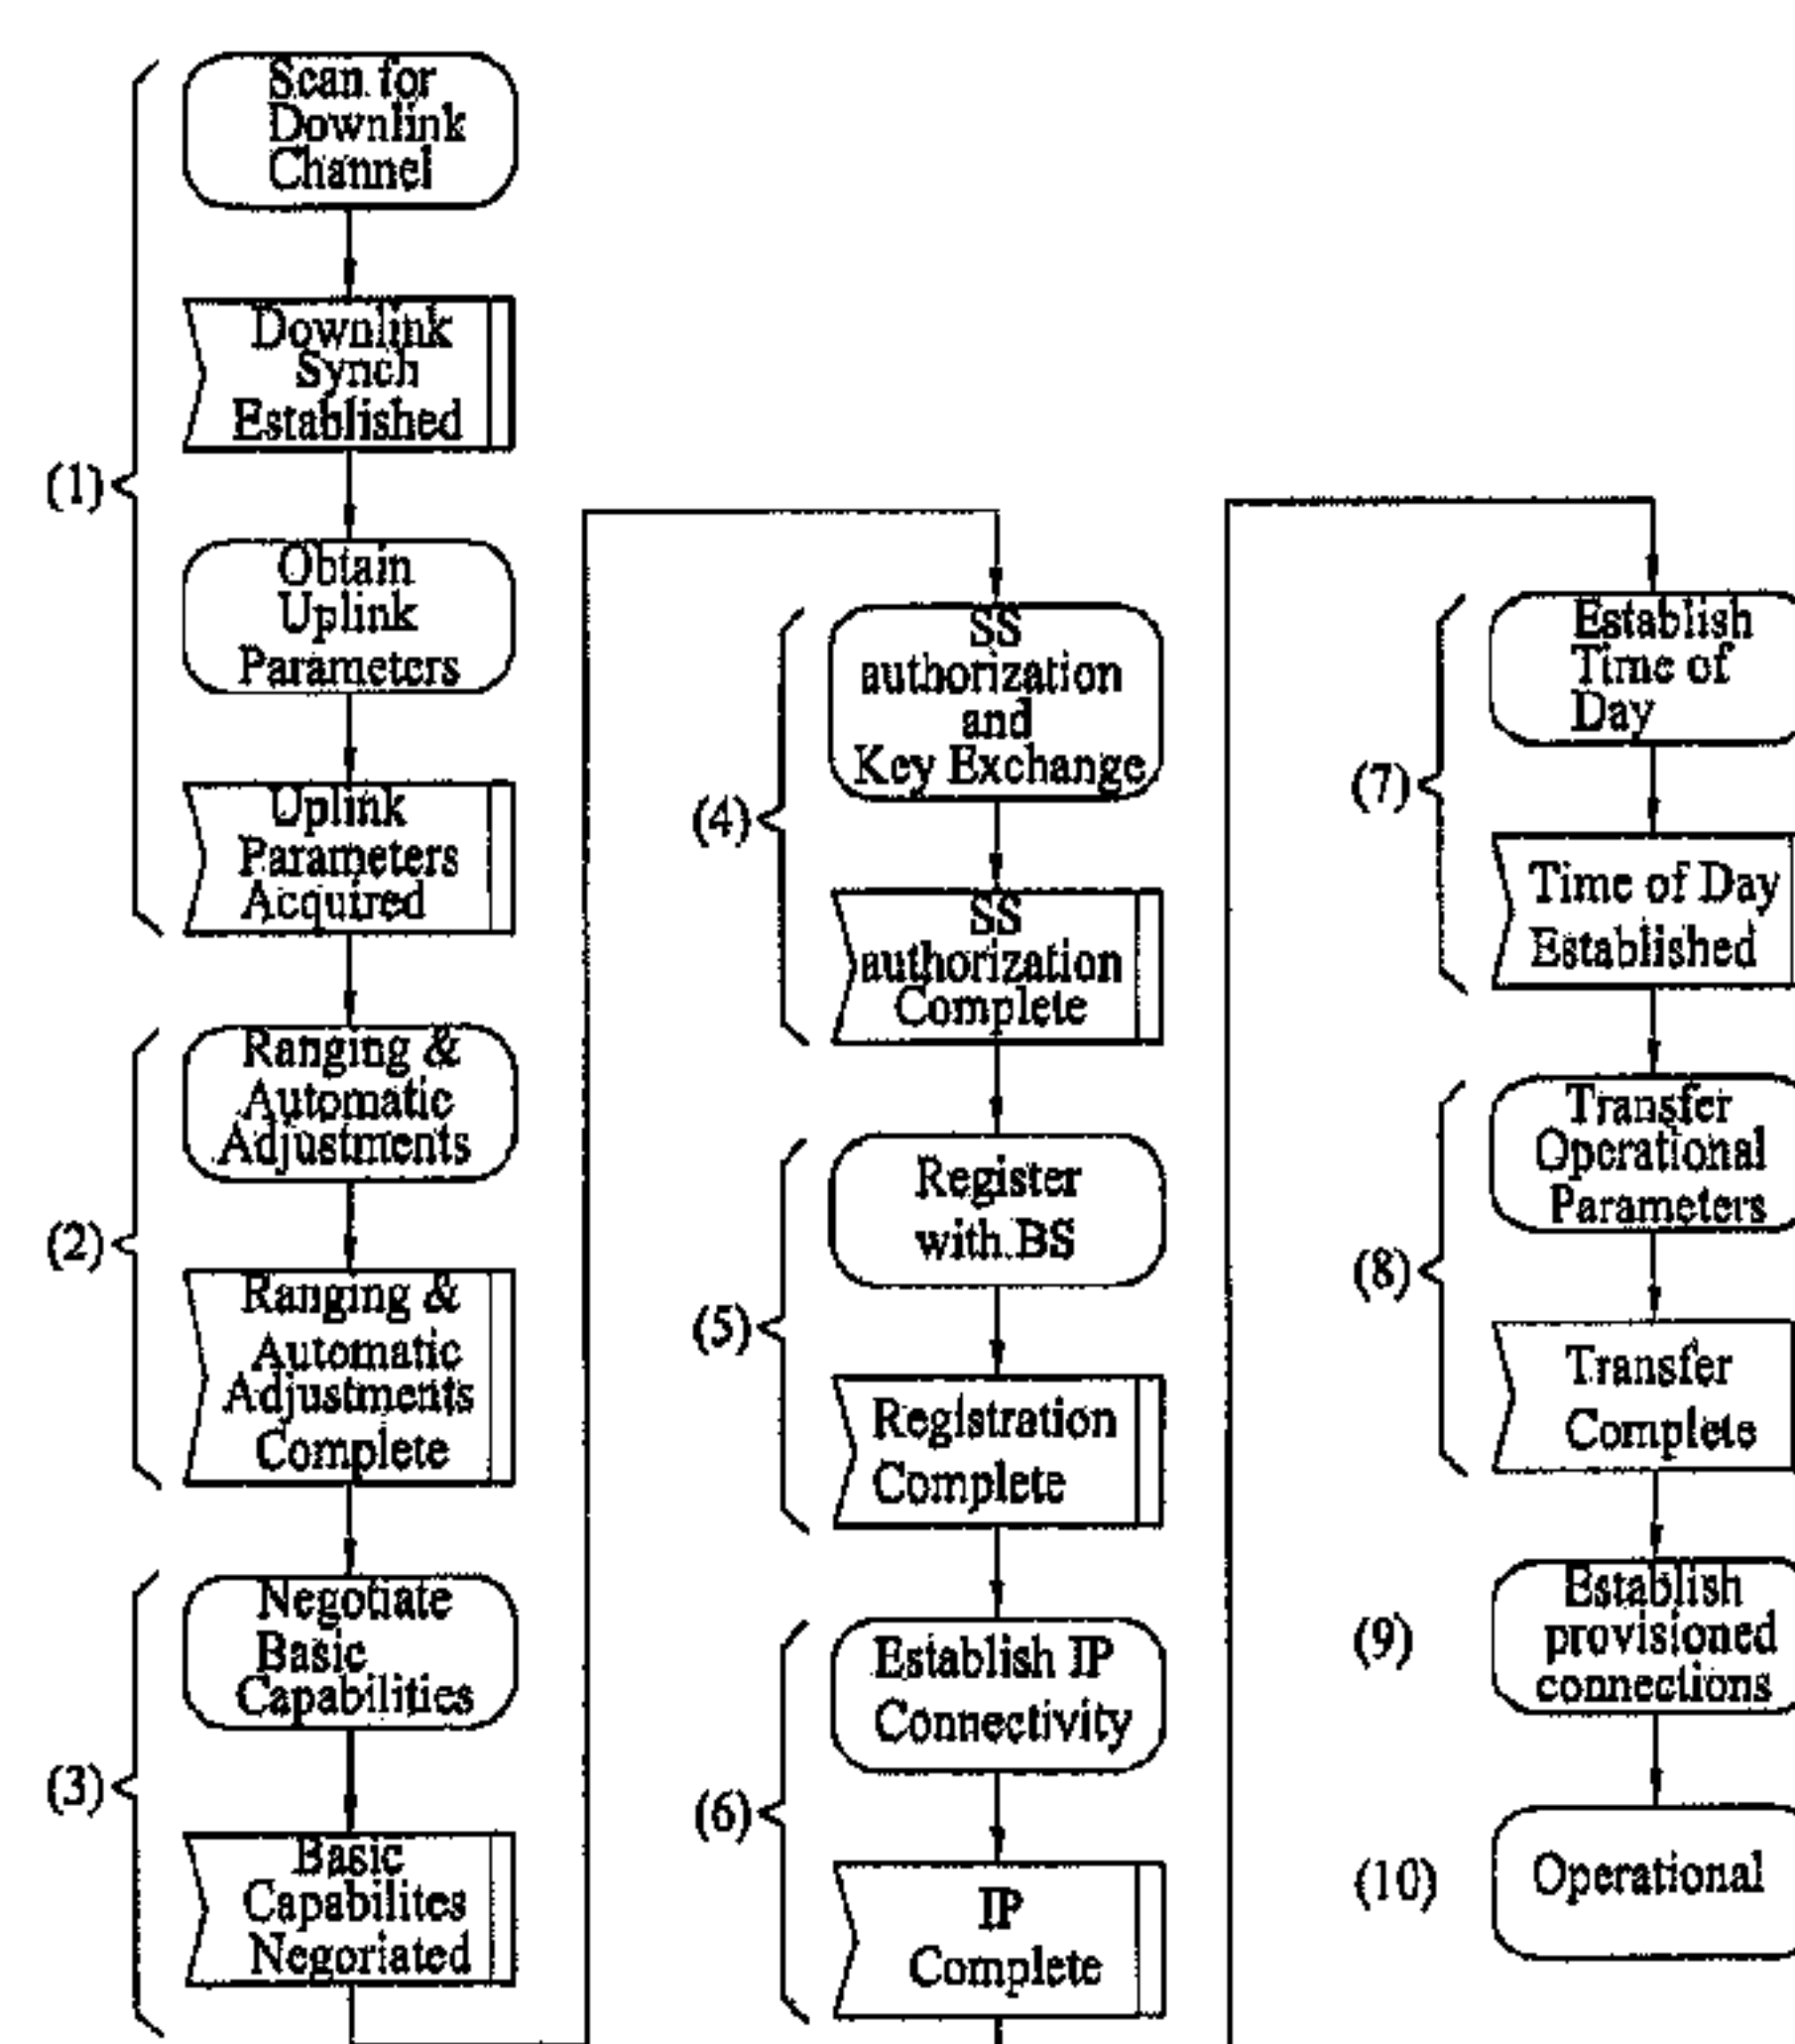 (1)
Scan for
Downlink
Channel
Downlink
Synch
Established
Obtain
Uplink
Parameters
Uplink
Parameters
Acquired
(2)
Ranging &
Automatic
Adjustments
Ranging &
Automatic
Adjustments
Complete
(3)
Negotiate
Basic
Capabilities
Basic
Capabilites
Negoriated
(4)
SS
authorization
and
Key Exchange
SS
authorization
Complete
(5)
Register
with BS
Registration
Complete
(6)
Establish IP
Connectivity
IP
Complete
(7)
Establish
Time of
Day
Time of Day
Established
(8)
Transfer
Operational
Parameters
Transfer
Complete
(9)
Establish
provisioned
connections
(10)
Operational